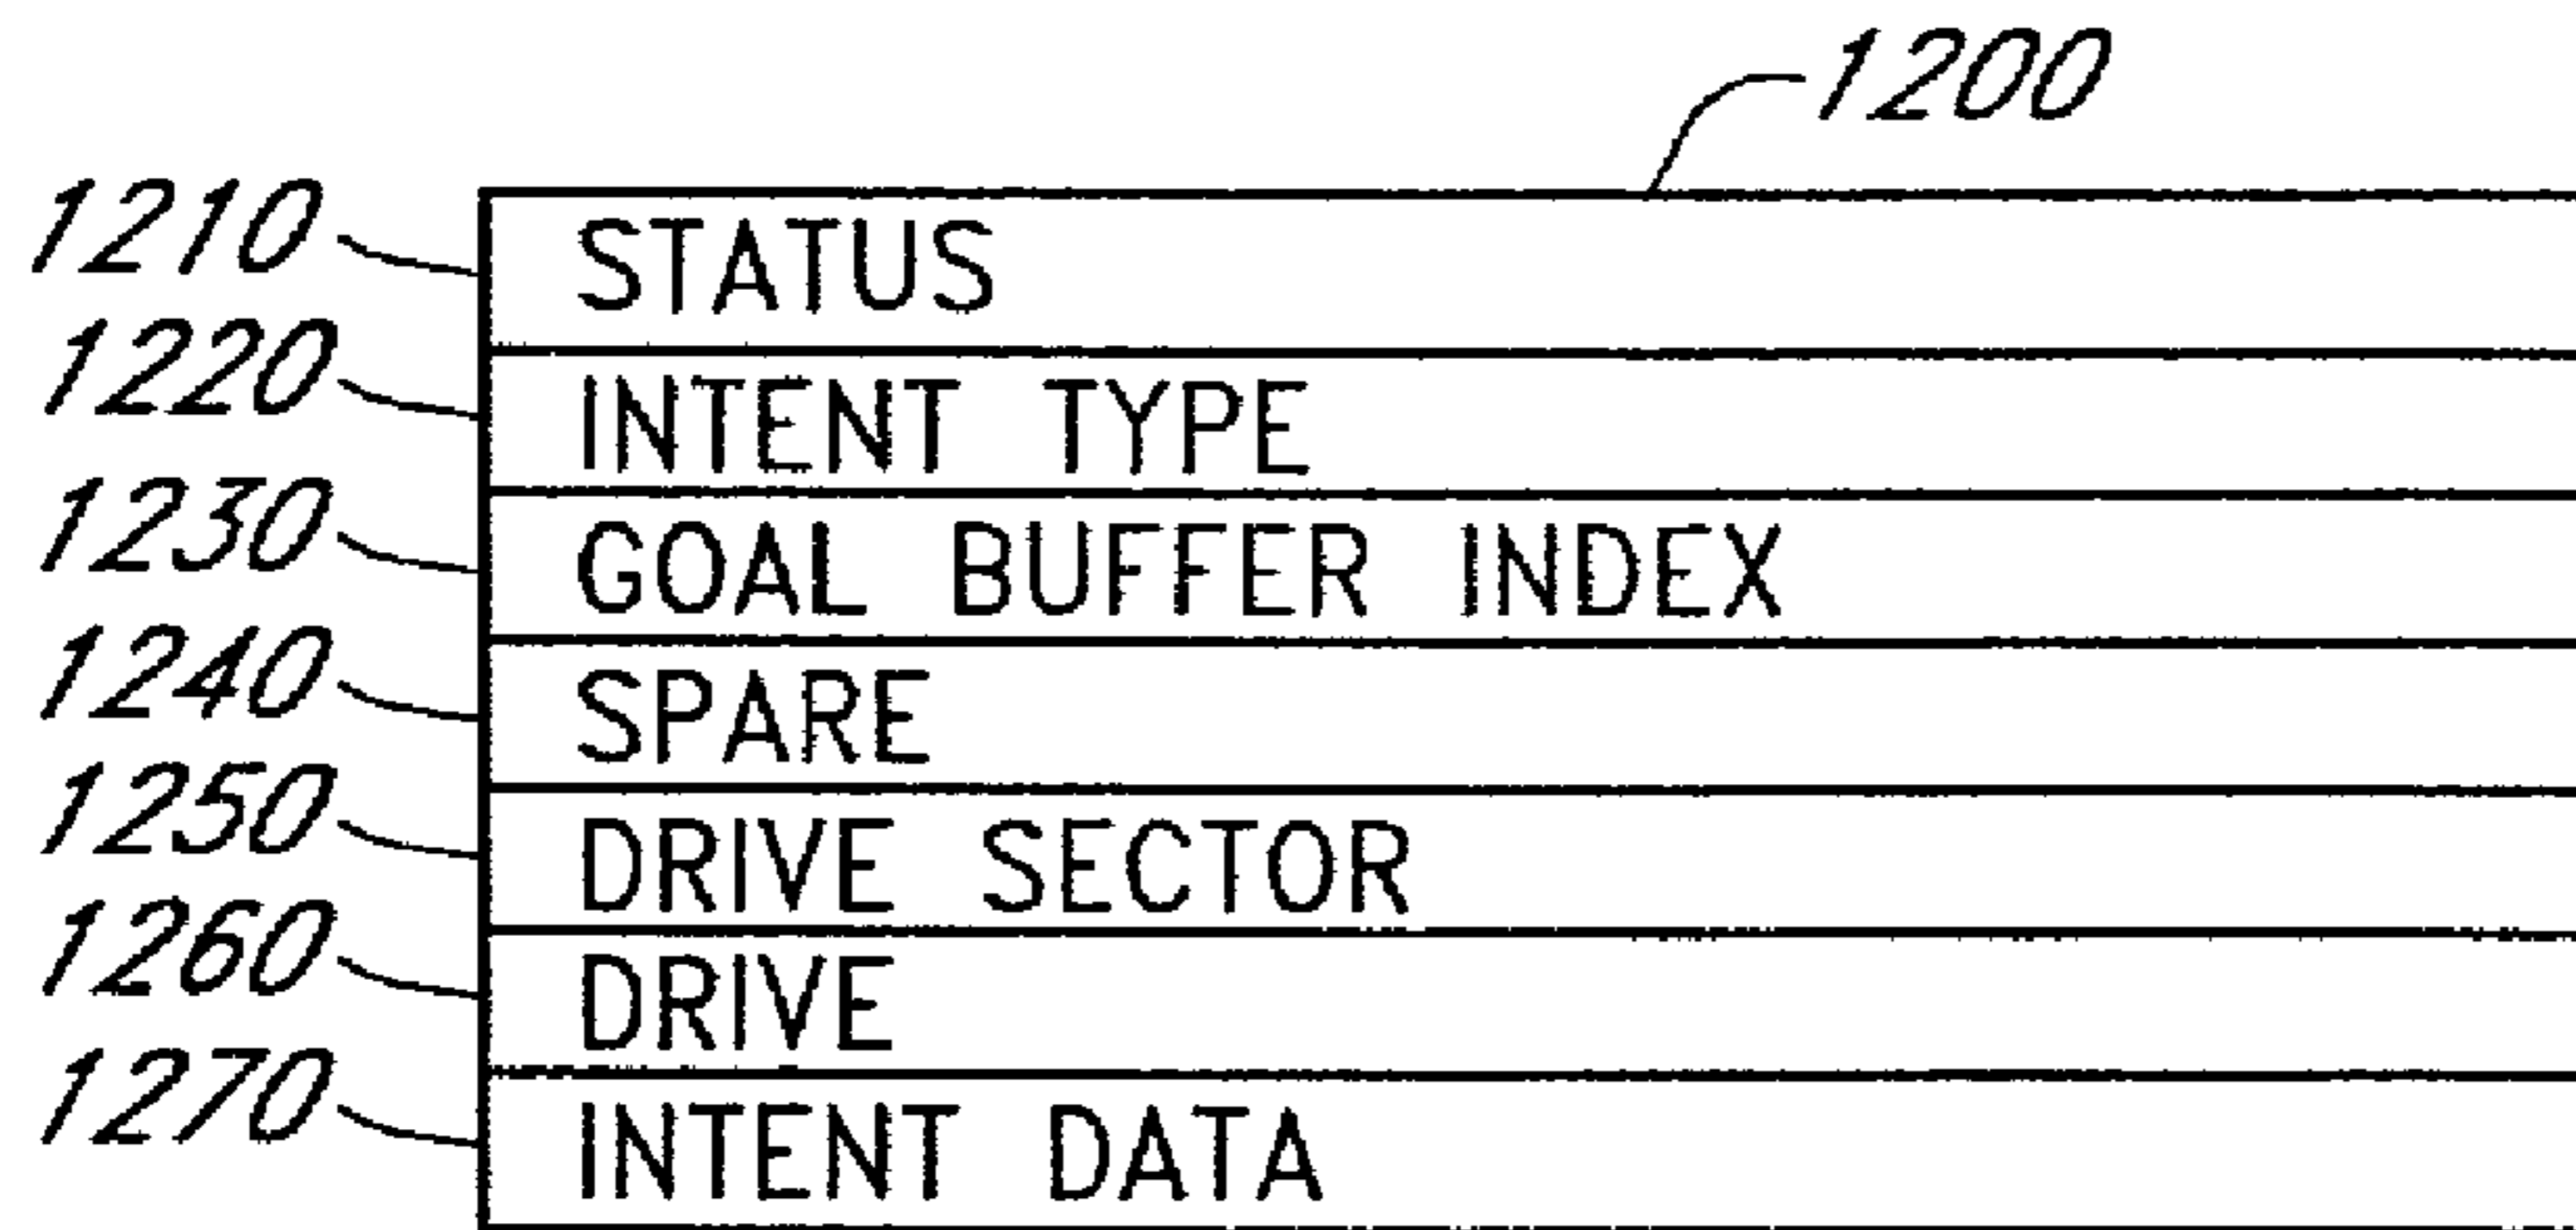 1200
1210 STATUS
1220 INTENT TYPE
1230 GOAL BUFFER INDEX
1240 SPARE
1250 DRIVE SECTOR
1260 DRIVE
1270 INTENT DATA